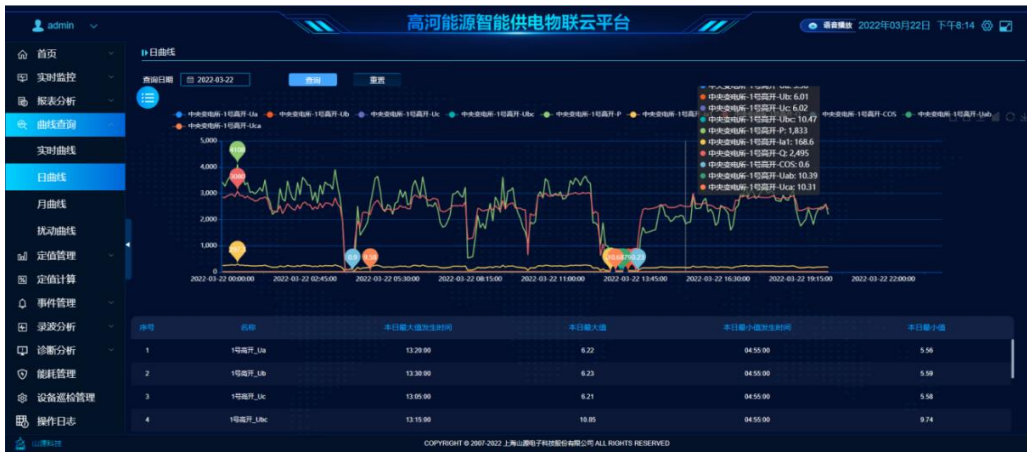 admin
高河能源智能供电物联云平台
语音播放 2022年03月22日 下午8:14
首页
实时监控
报表分析
曲线查询
实时曲线
日曲线
月曲线
扰动曲线
定值管理
定值计算
事件管理
录波分析
诊断分析
能耗管理
设备巡检管理
操作日志
山源科技
日曲线
查询日期 2022-03-22 查询 重置
中央变电所-1号高开-Ua 中央变电所-1号高开-Ub 中央变电所-1号高开-Uc 中央变电所-1号高开-Ubc 中央变电所-1号高开-P 中央变电所-1号高开-COS 中央变电所-1号高开-Uab
中央变电所-1号高开-Uca
中央变电所-1号高开-Ub: 6.01
中央变电所-1号高开-Uc: 6.02
中央变电所-1号高开-Ubc: 10.47
中央变电所-1号高开-P: 1,833
中央变电所-1号高开-Ia1: 168.6
中央变电所-1号高开-Q: 2,495
中央变电所-1号高开-COS: 0.6
中央变电所-1号高开-Uab: 10.39
中央变电所-1号高开-Uca: 10.31
5,000
4,000
3,000
2,000
1,000
0
0.9 9.58
2022-03-22 00:00:00 2022-03-22 02:45:00 2022-03-22 05:30:00 2022-03-22 08:15:00 2022-03-22 11:00:00 2022-03-22 13:45:00 2022-03-22 16:30:00 2022-03-22 19:15:00 2022-03-22 22:00:00
序号 名称 本日最大值发生时间 本日最大值 本日最小值发生时间 本日最小值
1 1号高开_Ua 13:20:00 6.22 04:55:00 5.56
2 1号高开_Ub 13:30:00 6.23 04:55:00 5.59
3 1号高开_Uc 13:05:00 6.21 04:55:00 5.58
4 1号高开_Ubc 13:15:00 10.85 04:55:00 9.74
COPYRIGHT © 2007-2022 上海山源电子科技股份有限公司 ALL RIGHTS RESERVED